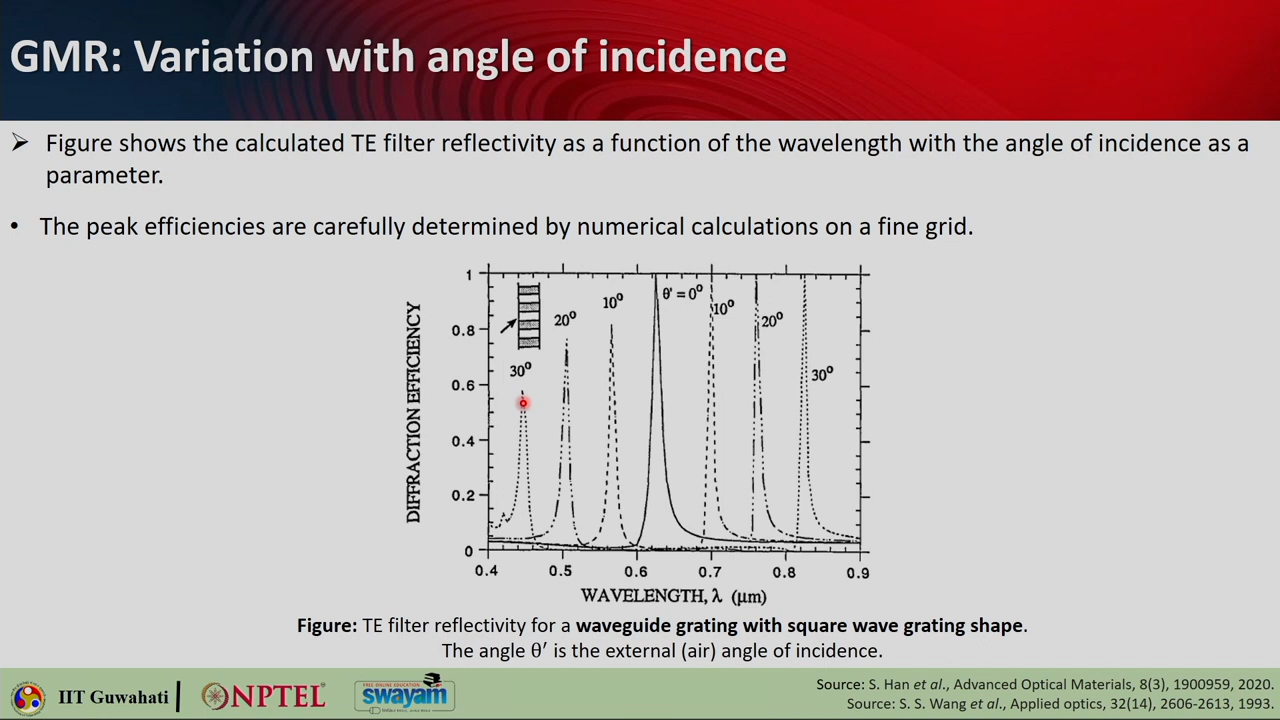 GMR: Variation with angle of incidence
➢ Figure shows the calculated TE filter reflectivity as a function of the wavelength with the angle of incidence as a
parameter.
• The peak efficiencies are carefully determined by numerical calculations on a fine grid.
DIFFRACTION EFFICIENCY
1
0.8
0.6
0.4
0.2
0
30º
20º
10º
θ' = 0º
10º
20º
30º
0.4 0.5 0.6 0.7 0.8 0.9
WAVELENGTH, λ (μm)
Figure: TE filter reflectivity for a waveguide grating with square wave grating shape.
The angle θ′ is the external (air) angle of incidence.
IIT Guwahati
NPTEL
FREE ONLINE EDUCATION
swayam
Source: S. Han et al., Advanced Optical Materials, 8(3), 1900959, 2020.
Source: S. S. Wang et al., Applied optics, 32(14), 2606-2613, 1993.